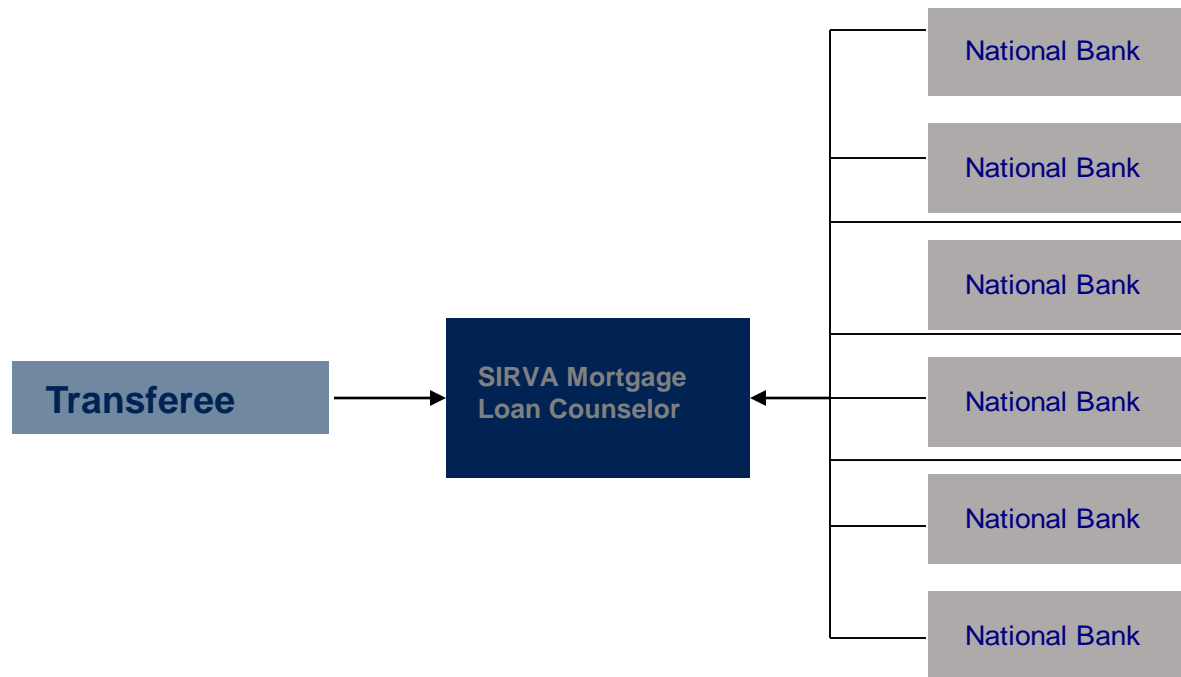 National Bank
National Bank
National Bank
Transferee
SIRVA Mortgage
Loan Counselor
National Bank
National Bank
National Bank